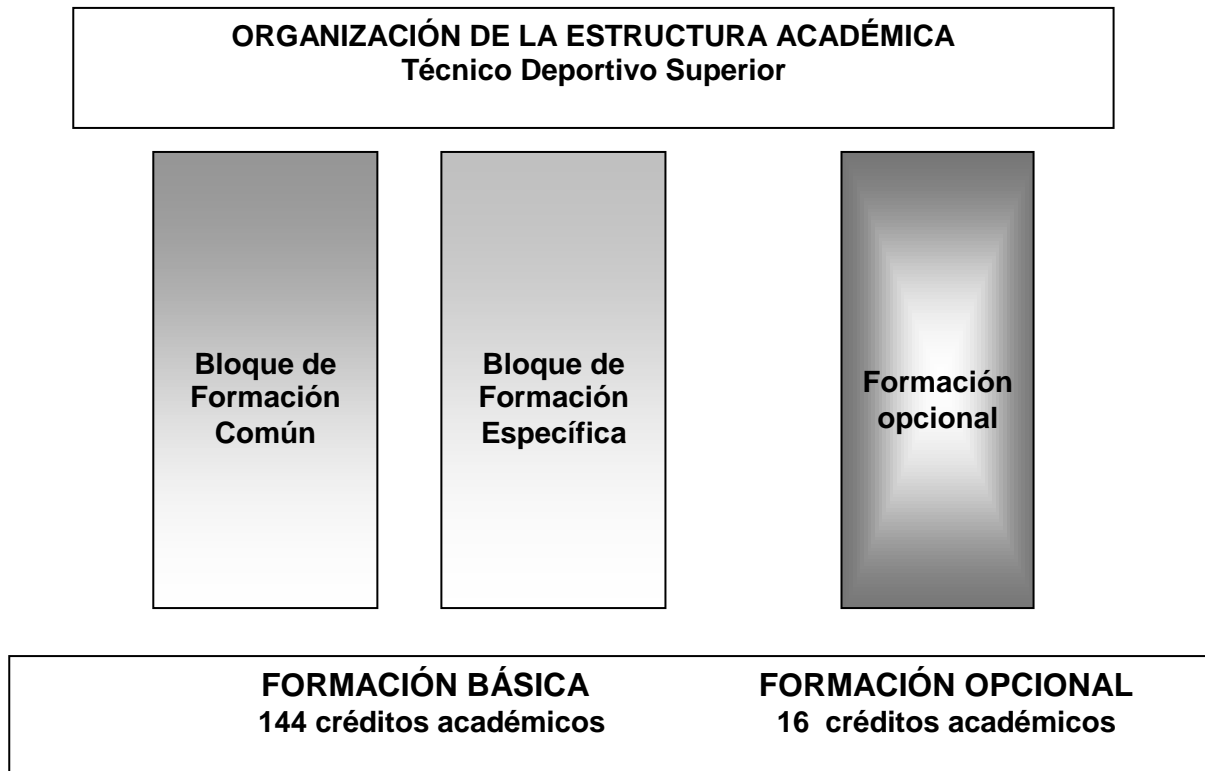 ORGANIZACIÓN DE LA ESTRUCTURA ACADÉMICA
Técnico Deportivo Superior
Bloque de
Formación
Común
Bloque de
Formación
Específica
Formación
opcional
FORMACIÓN BÁSICA
144 créditos académicos
FORMACIÓN OPCIONAL
16 créditos académicos